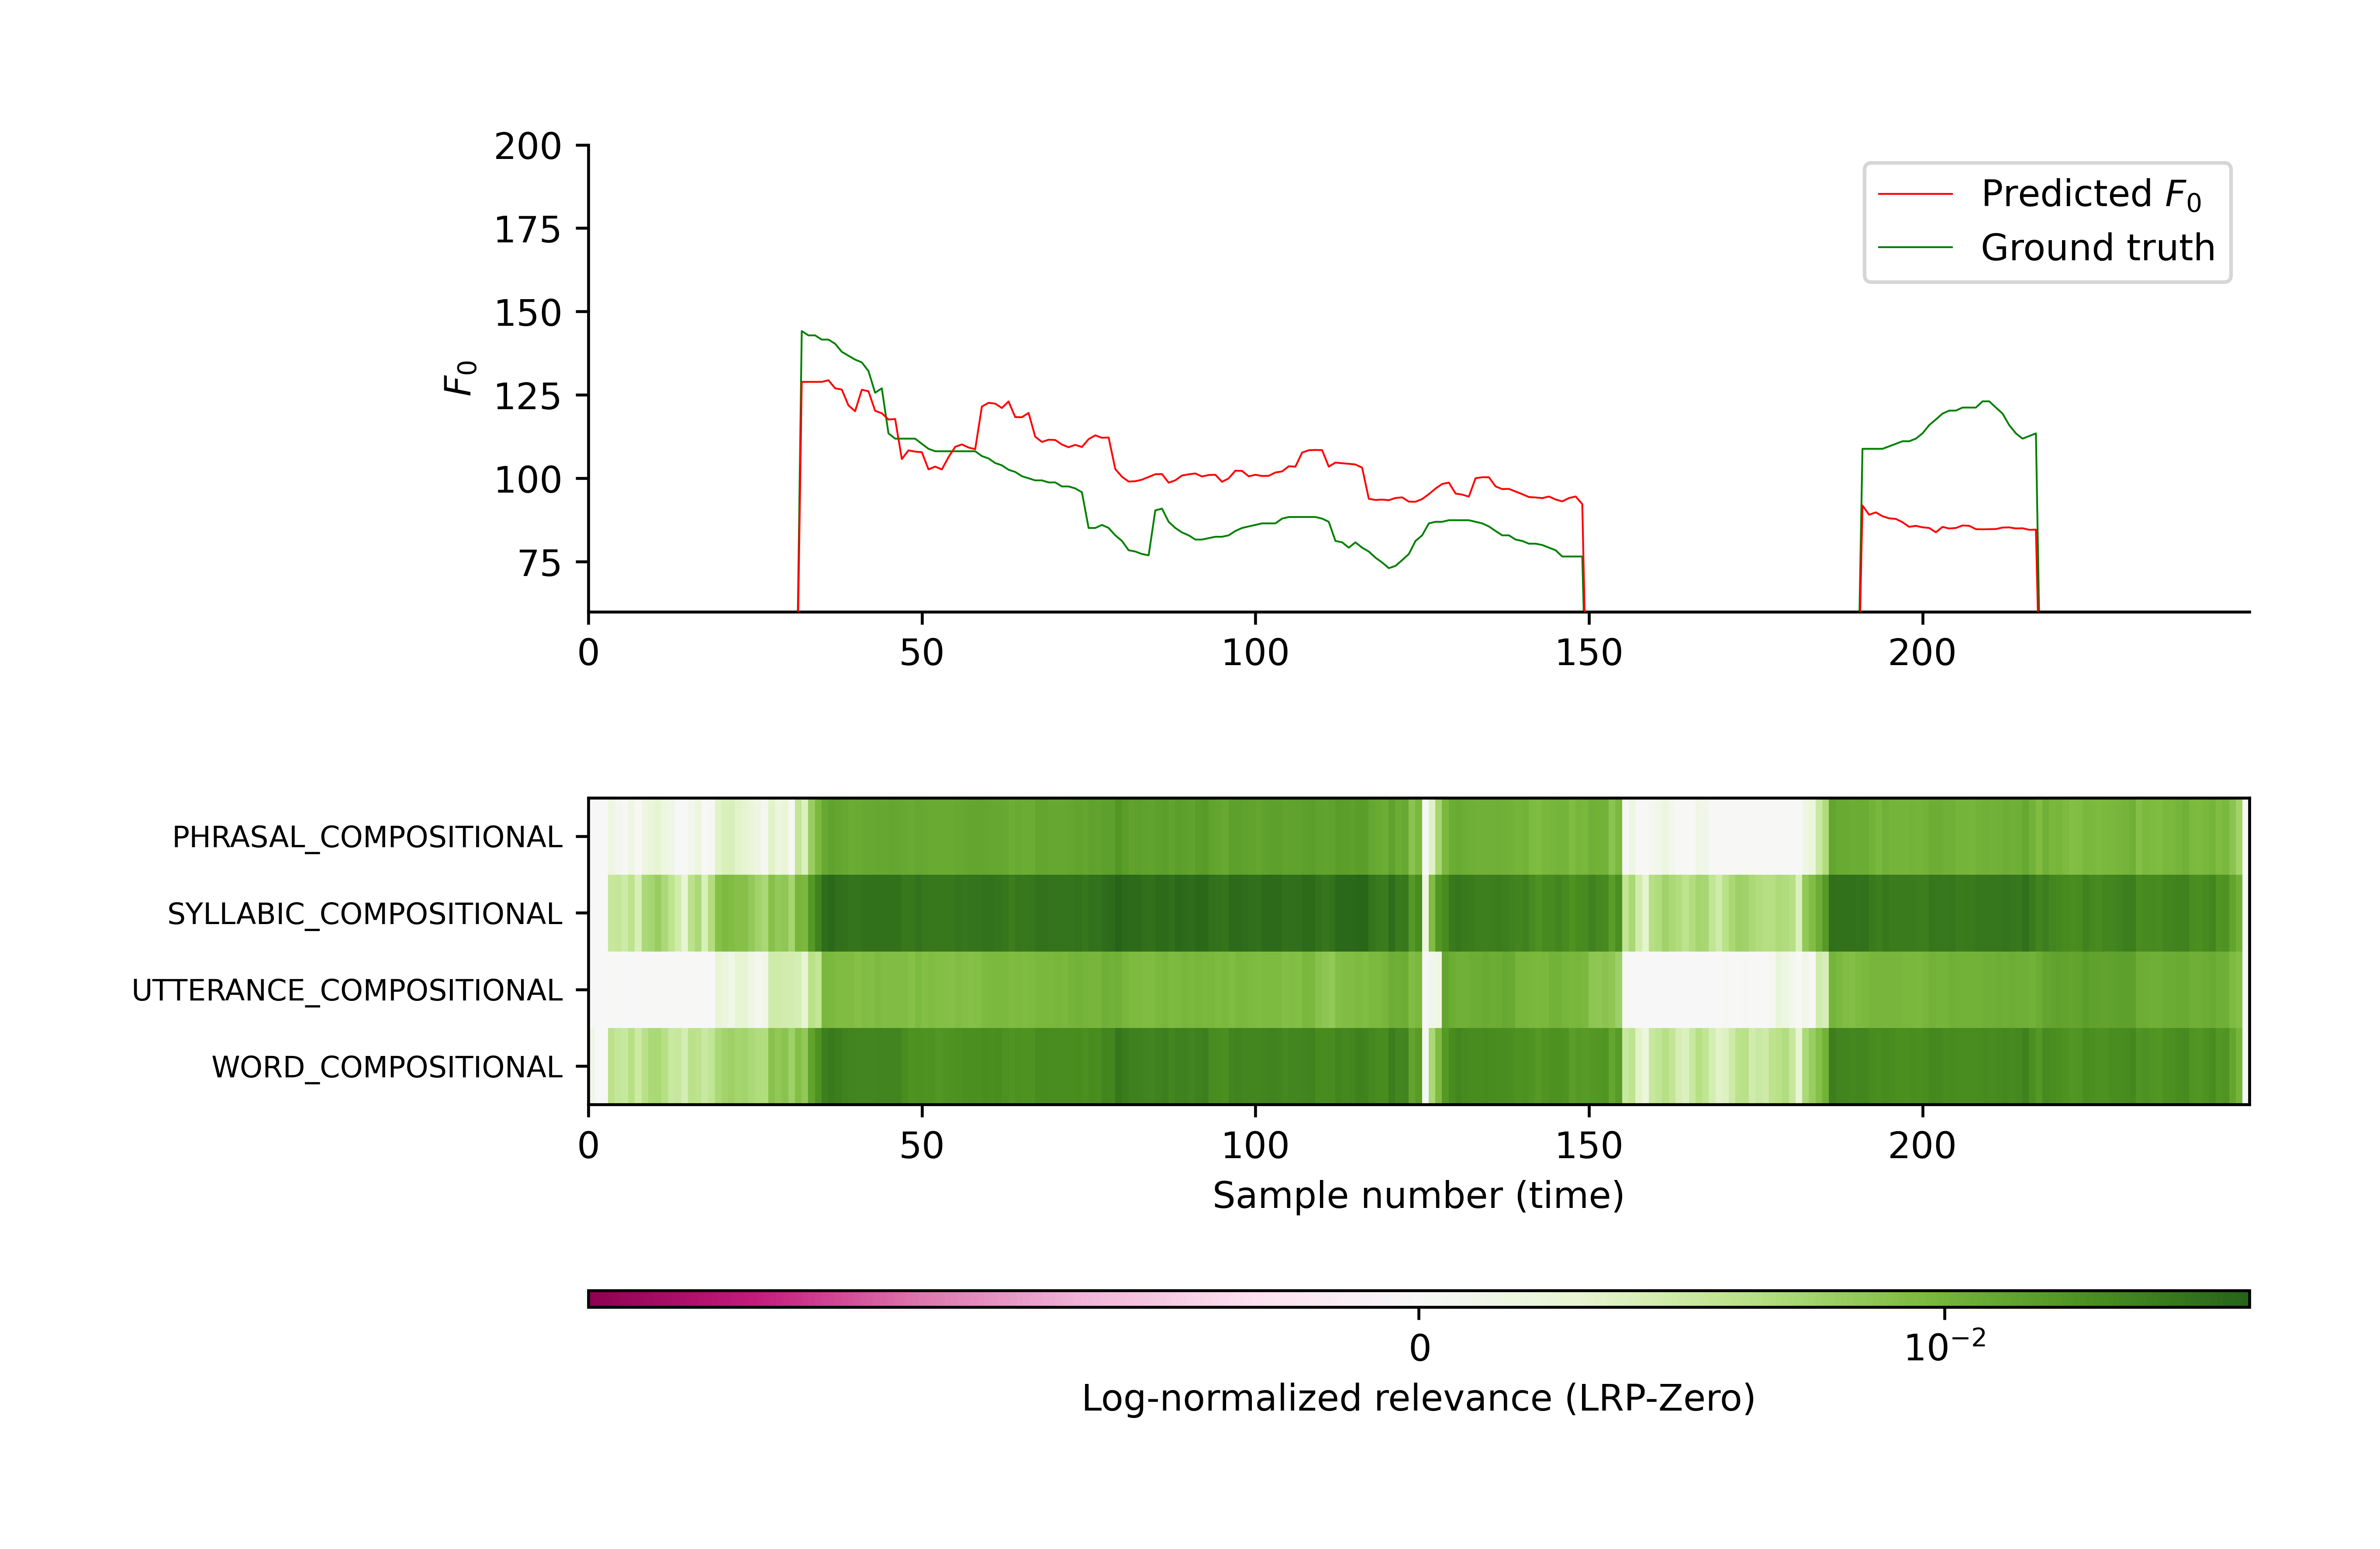 200
175
150
125
100
75
F₀
Predicted F₀
Ground truth
0 50 100 150 200
PHRASAL_COMPOSITIONAL
SYLLABIC_COMPOSITIONAL
UTTERANCE_COMPOSITIONAL
WORD_COMPOSITIONAL
0 50 100 150 200
Sample number (time)
0 10⁻²
Log-normalized relevance (LRP-Zero)